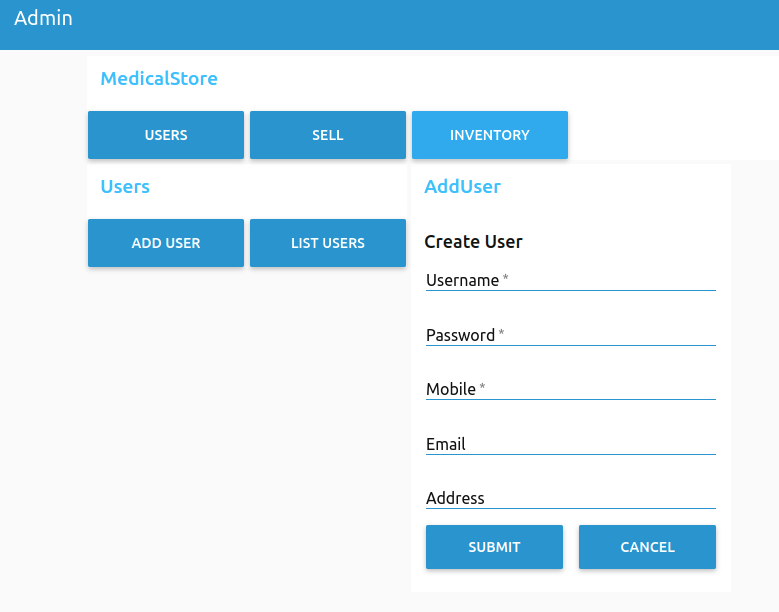 Admin
MedicalStore
USERS SELL INVENTORY
Users
ADD USER LIST USERS
AddUser
Create User
Username *
Password *
Mobile *
Email
Address
SUBMIT CANCEL